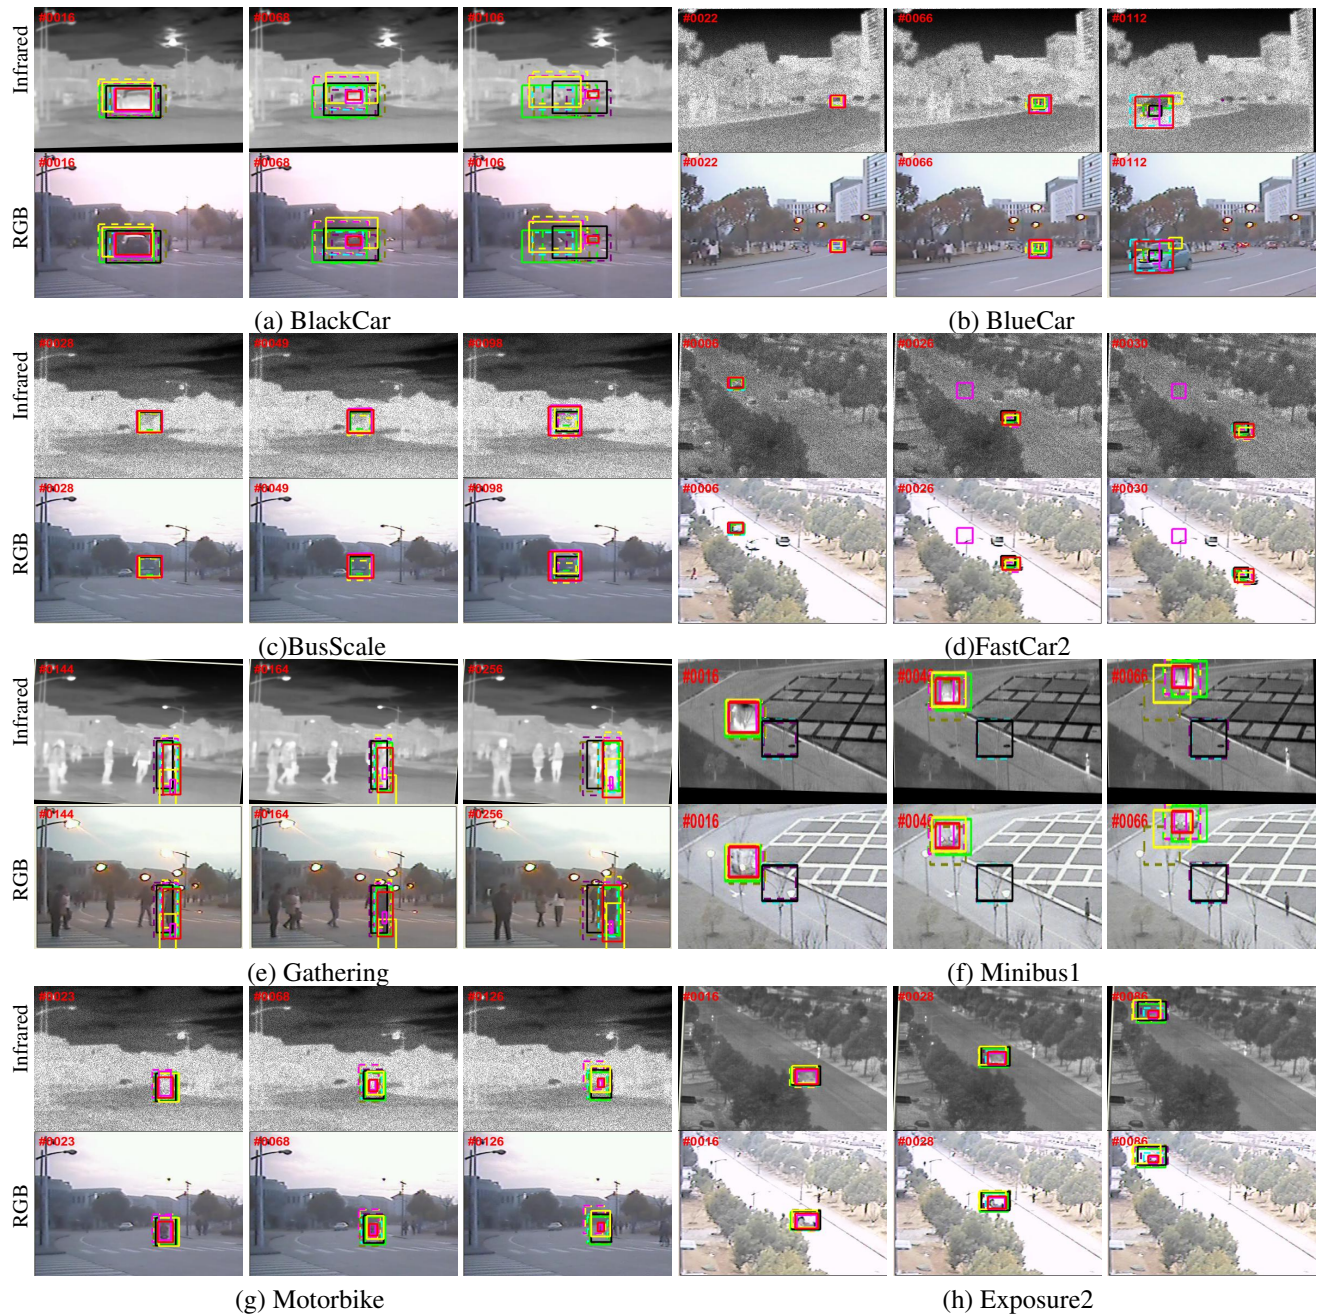 Infrared
#0016 #0068 #0106
#0022 #0066 #0112
RGB
#0016 #0068 #0106
#0022 #0066 #0112
(a) BlackCar
(b) BlueCar
Infrared
#0028 #0049 #0098
#0006 #0026 #0030
RGB
#0028 #0049 #0098
#0006 #0026 #0030
(c)BusScale
(d)FastCar2
Infrared
#0144 #0164 #0256
#0016 #0046 #0066
RGB
#0144 #0164 #0256
#0016 #0046 #0066
(e) Gathering
(f) Minibus1
Infrared
#0023 #0068 #0126
#0016 #0028 #0086
RGB
#0023 #0068 #0126
#0016 #0028 #0086
(g) Motorbike
(h) Exposure2